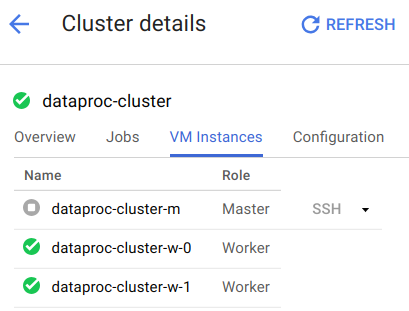 Cluster details
REFRESH
dataproc-cluster
Overview Jobs VM Instances Configuration
Name Role
dataproc-cluster-m Master SSH
dataproc-cluster-w-0 Worker
dataproc-cluster-w-1 Worker